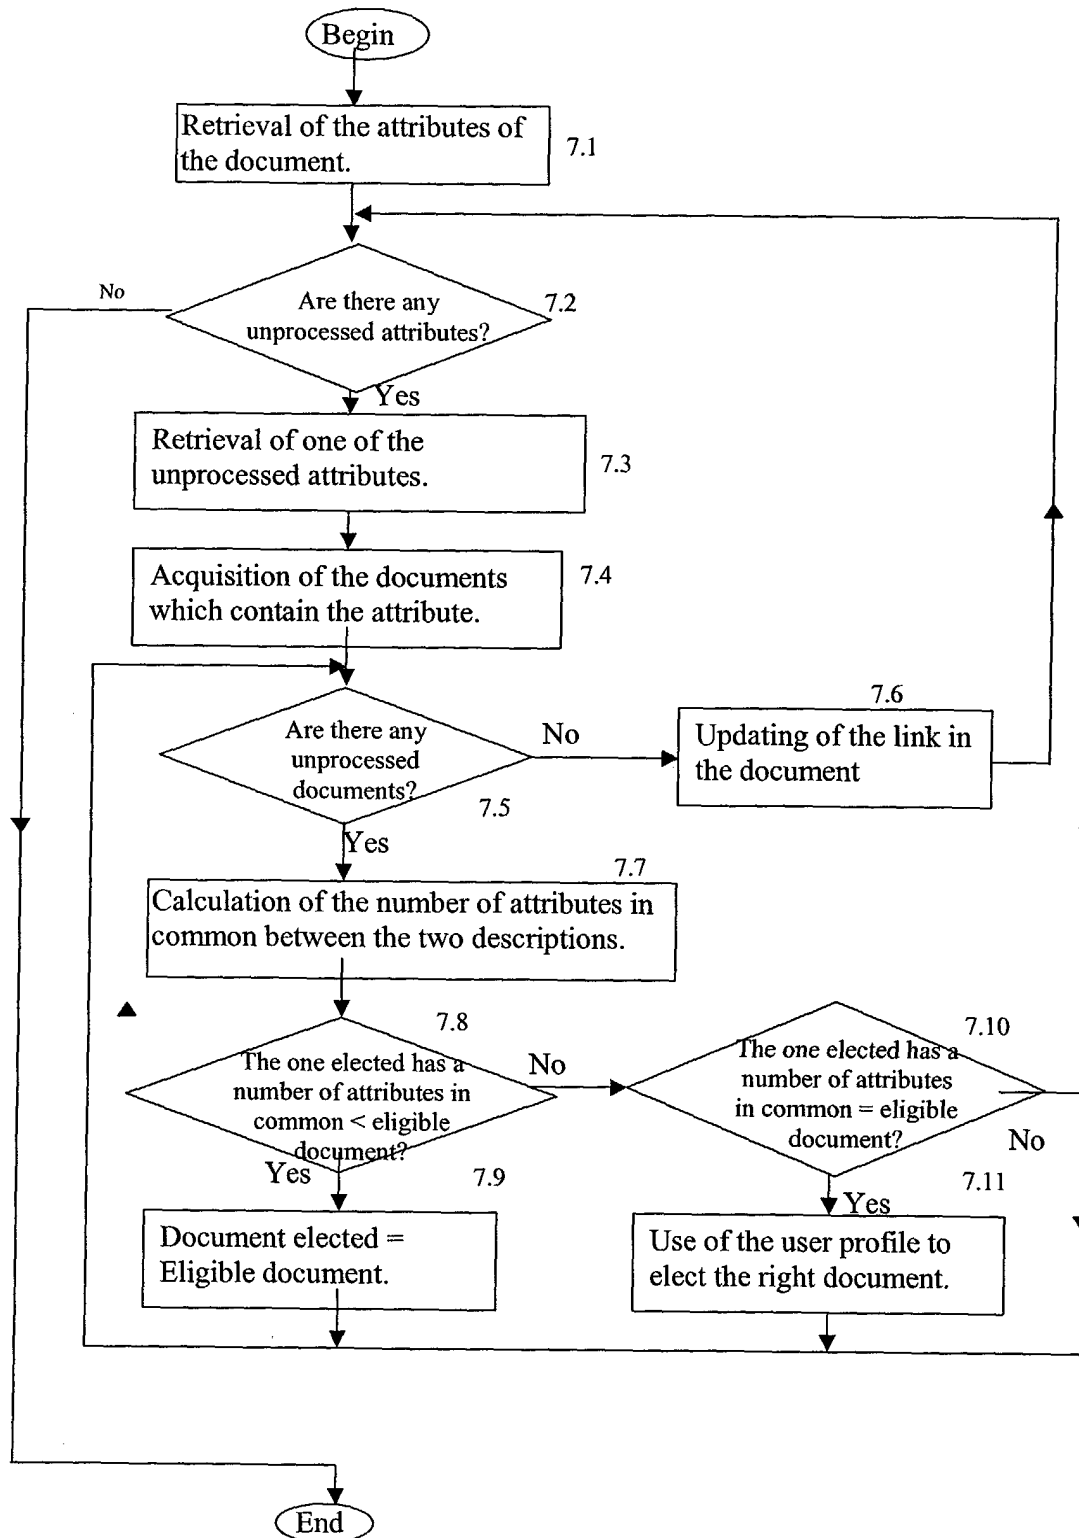 Begin
Retrieval of the attributes of
the document.
7.1
No
Are there any
unprocessed attributes?
7.2
Yes
Retrieval of one of the
unprocessed attributes.
7.3
Acquisition of the documents
which contain the attribute.
7.4
Are there any
unprocessed
documents?
7.5
No
7.6
Updating of the link in
the document
Yes
7.7
Calculation of the number of attributes in
common between the two descriptions.
7.8
The one elected has a
number of attributes in
common < eligible
document?
No
7.10
The one elected has a
number of attributes
in common = eligible
document?
No
Yes
7.9
Document elected =
Eligible document.
Yes
7.11
Use of the user profile to
elect the right document.
End